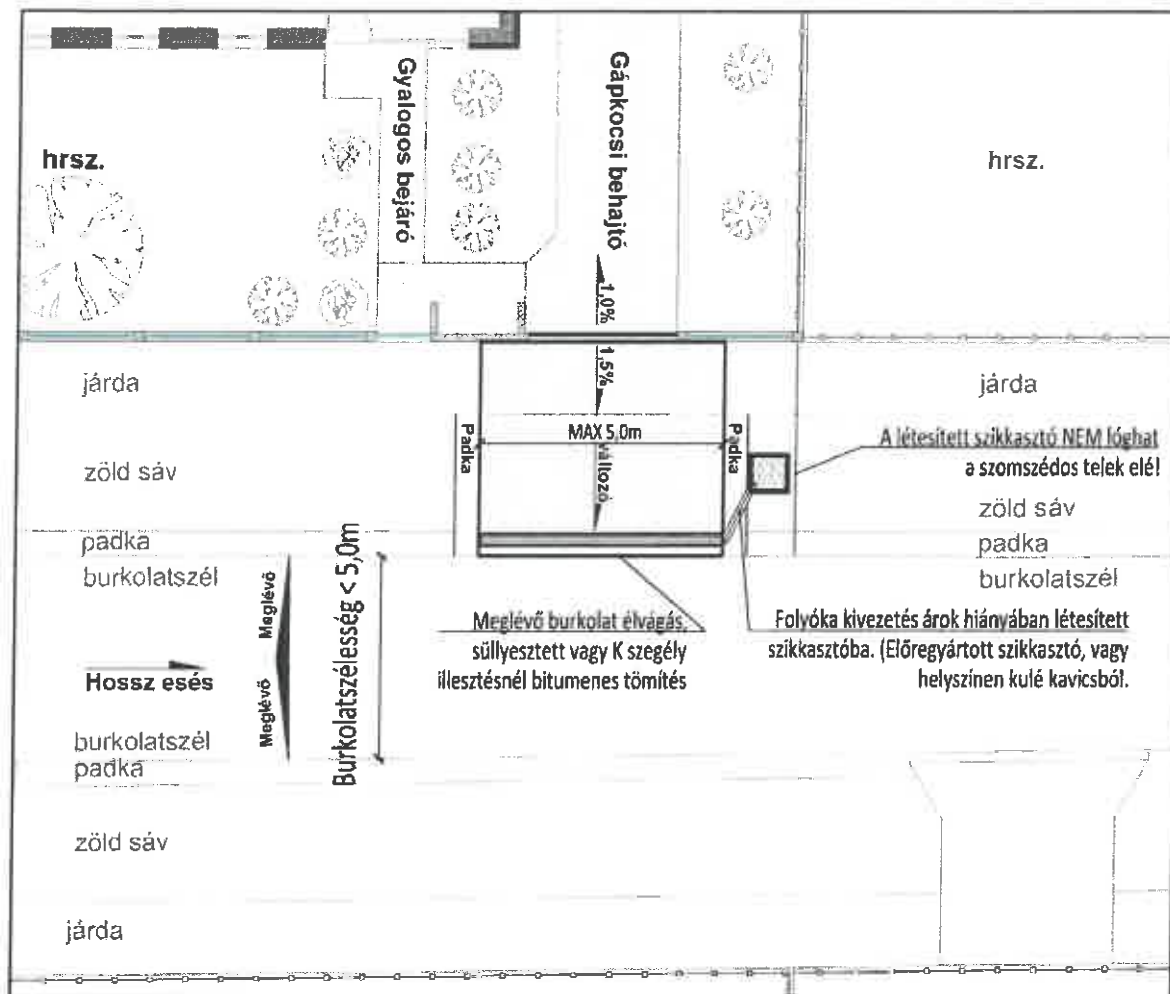 Gyalogos bejáró
Gápkocsi behajtó
hrsz.
hrsz.
1,0%
1,5%
járda
járda
Padka
MAX 5,0m
Padka
változó
A létesített szikkasztó NEM lóghat
a szomszédos telek elé!
zöld sáv
zöld sáv
padka
padka
burkolatszél
burkolatszél
Meglévő
Meglévő
Burkolatszélesség < 5,0m
Hossz esés
Meglévő burkolat élvágás,
süllyesztett vagy K szegély
illesztésnél bitumenes tömítés
Folyóka kivezetés árok hiányában létesített
szikkasztóba. (Előregyártott szikkasztó, vagy
helyszínen kulé kavicsból.
burkolatszél
padka
zöld sáv
járda